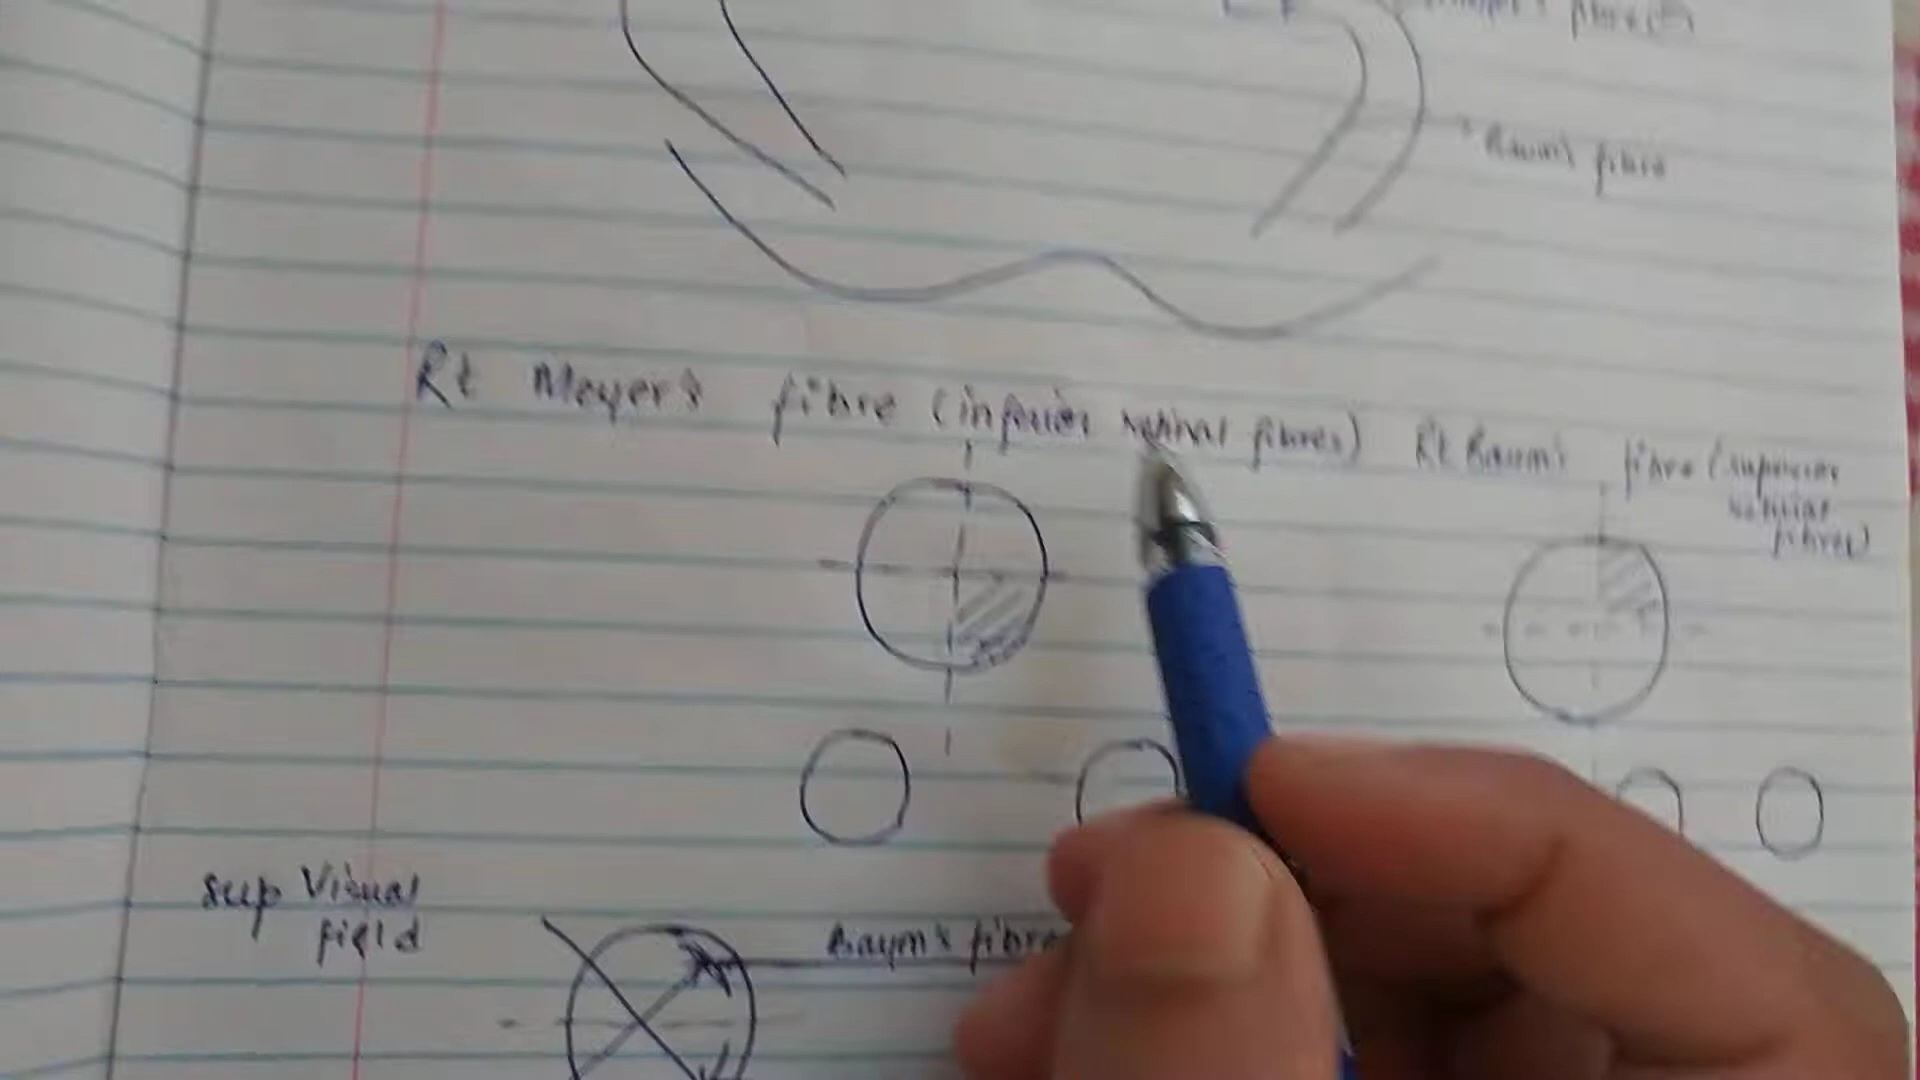 fibre
Baum's fibre
Rt Meyer's fibre (inferior retinal fibres)
Rt Baum's fibre (superior
retinal
fibres)
Sup Visual
field
Baum's fibre